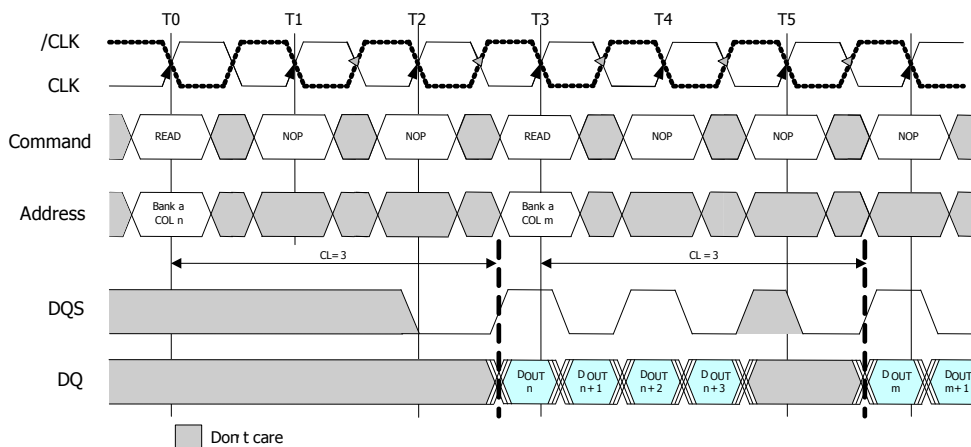 T0 T1 T2 T3 T4 T5
/CLK
CLK
Command READ NOP NOP READ NOP NOP NOP
Address Bank a COL n Bank a COL m
CL= 3 CL = 3
DQS
DQ DOUT n DOUT n + 1 DOUT n + 2 DOUT n + 3 DOUT m DOUT m + 1
Don't care